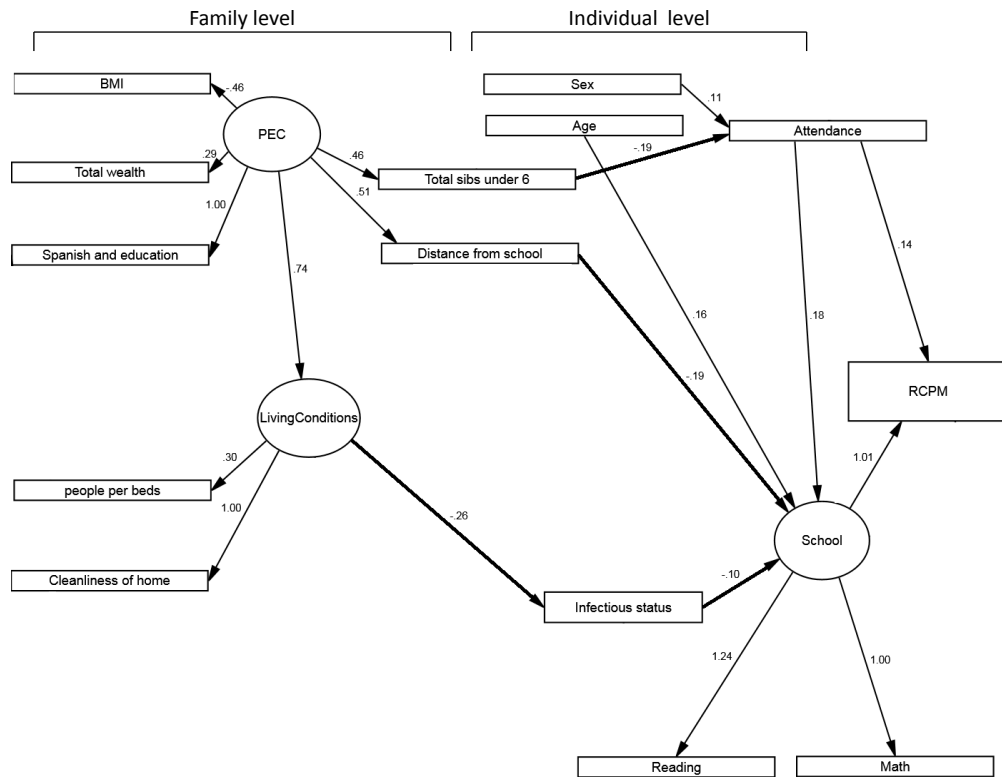 Family level
Individual level
BMI
-.46
Sex
.11
PEC
Age
Attendance
.29
.46
-.19
Total wealth
Total sibs under 6
.51
1.00
Spanish and education
Distance from school
.14
.74
.16
.18
-.19
RCPM
LivingConditions
.30
1.01
people per beds
1.00
-.26
School
Cleanliness of home
-.10
Infectious status
1.24
1.00
Reading
Math